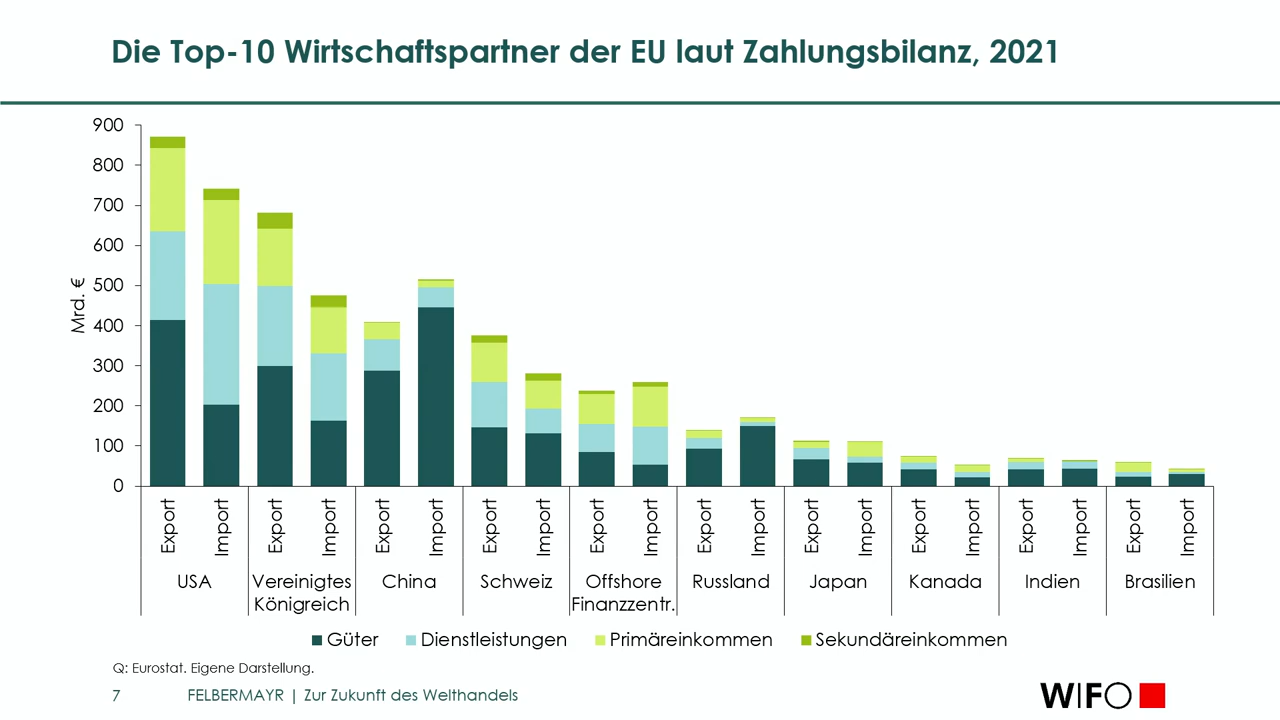 Die Top-10 Wirtschaftspartner der EU laut Zahlungsbilanz, 2021
Mrd. €
900
800
700
600
500
400
300
200
100
0
Export Import Export Import Export Import Export Import Export Import Export Import Export Import Export Import Export Import Export Import
USA Vereinigtes China Schweiz Offshore Russland Japan Kanada Indien Brasilien
Königreich Finanzzentr.
Güter Dienstleistungen Primäreinkommen Sekundäreinkommen
Q: Eurostat. Eigene Darstellung.
7 FELBERMAYR | Zur Zukunft des Welthandels
WIFO